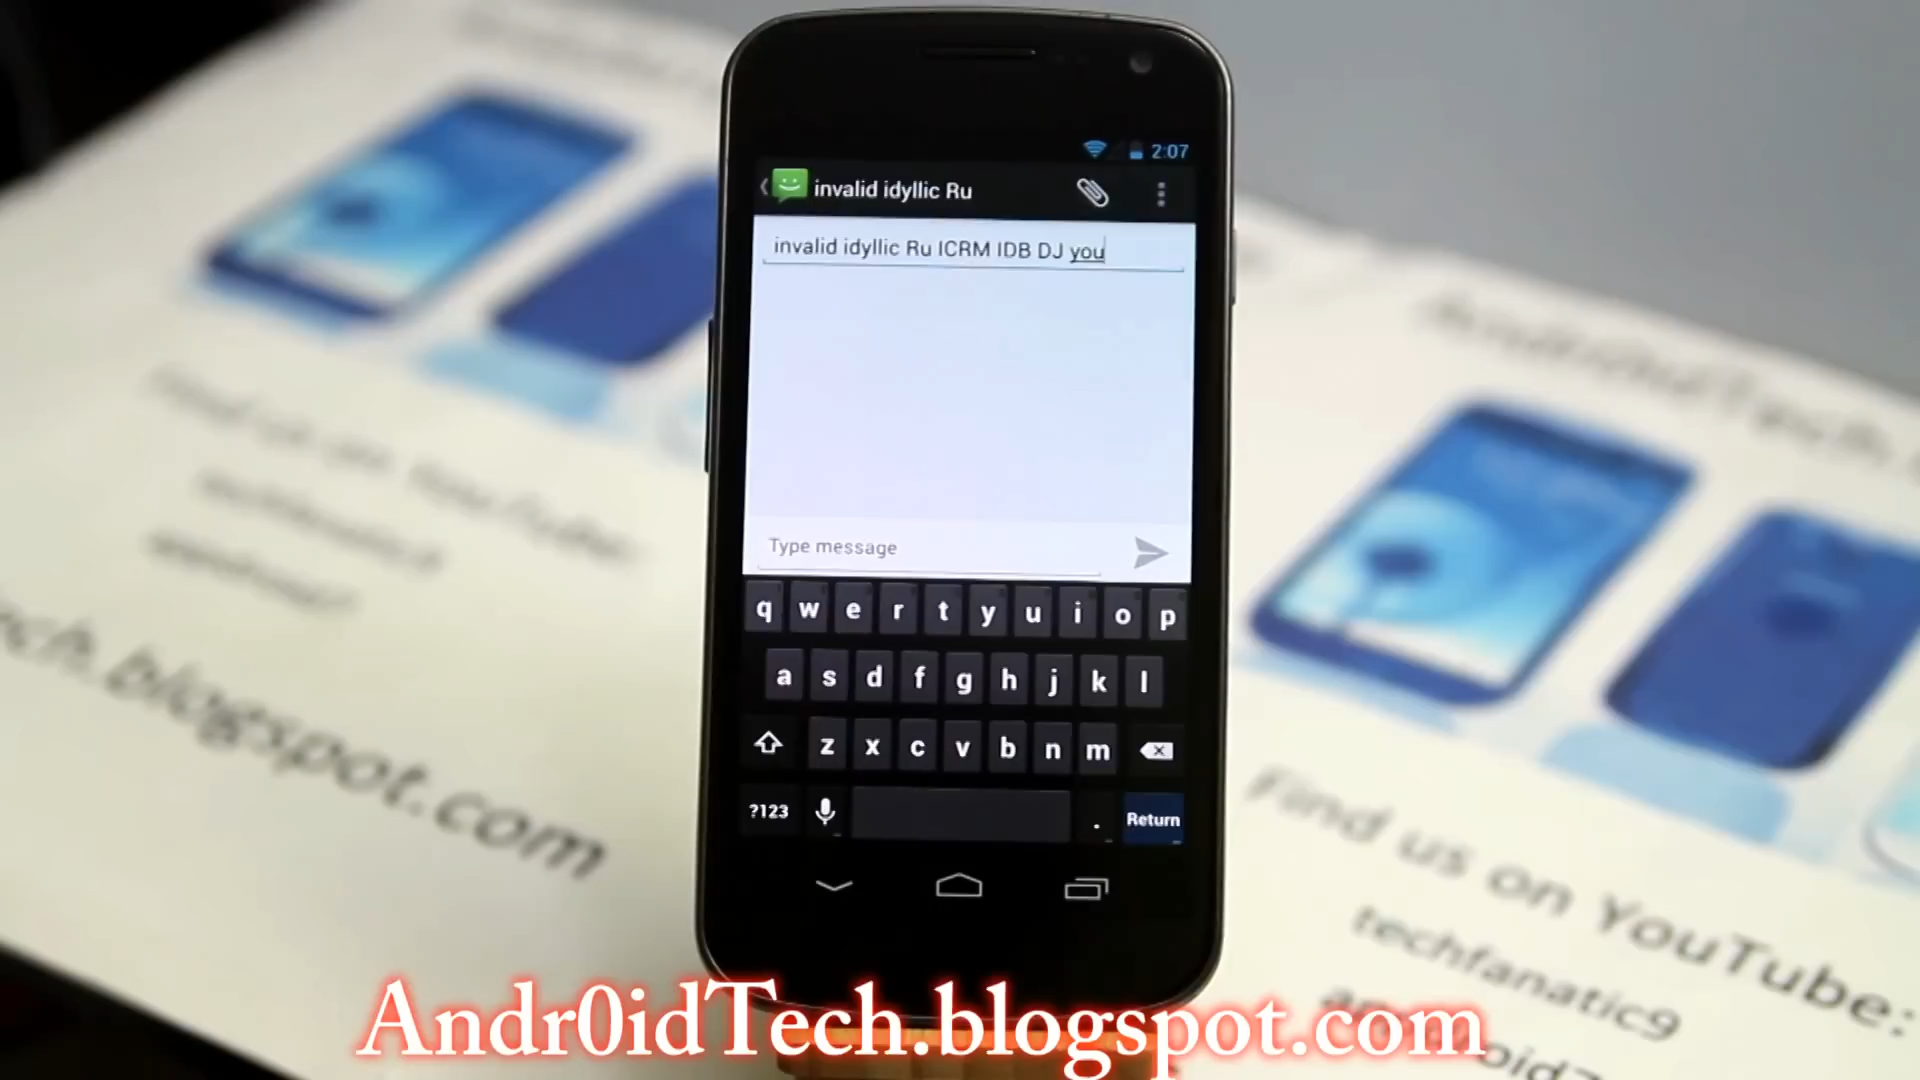 2:07
invalid idyllic Ru
invalid idyllic Ru ICRM IDB DJ you
Type message
q w e r t y u i o p
a s d f g h j k l
z x c v b n m
?123 . Return
Find us on YouTube:
techfanatic9
ech.blogspot.com
Andr0idTech.blogspot.com